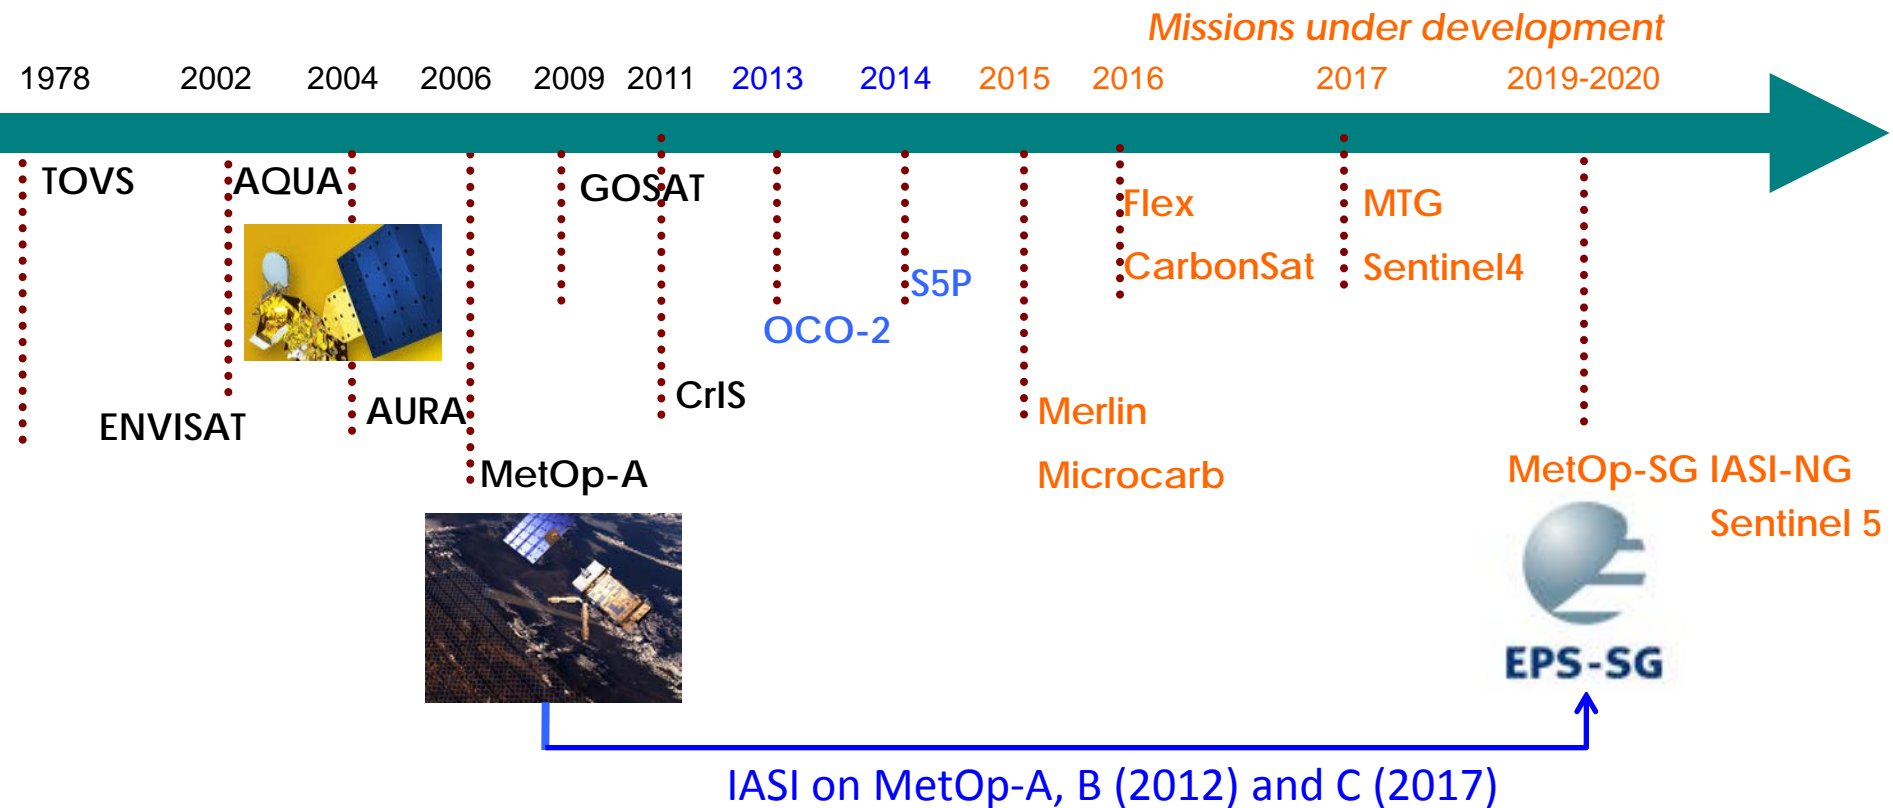 Missions under development
1978 2002 2004 2006 2009 2011 2013 2014 2015 2016 2017 2019-2020
TOVS AQUA GOSAT Flex MTG
CarbonSat Sentinel4
S5P
OCO-2
CrIS
ENVISAT AURA Merlin
MetOp-A Microcarb MetOp-SG IASI-NG
Sentinel 5
EPS-SG
IASI on MetOp-A, B (2012) and C (2017)